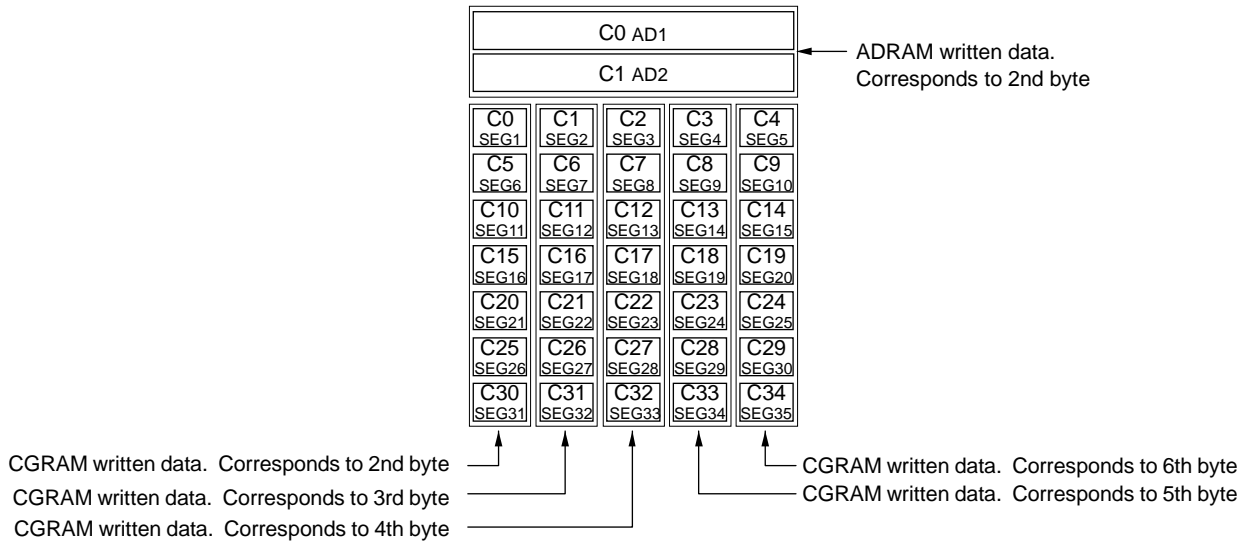 C0 AD1
C1 AD2
ADRAM written data.
Corresponds to 2nd byte
C0 C1 C2 C3 C4
SEG1 SEG2 SEG3 SEG4 SEG5
C5 C6 C7 C8 C9
SEG6 SEG7 SEG8 SEG9 SEG10
C10 C11 C12 C13 C14
SEG11 SEG12 SEG13 SEG14 SEG15
C15 C16 C17 C18 C19
SEG16 SEG17 SEG18 SEG19 SEG20
C20 C21 C22 C23 C24
SEG21 SEG22 SEG23 SEG24 SEG25
C25 C26 C27 C28 C29
SEG26 SEG27 SEG28 SEG29 SEG30
C30 C31 C32 C33 C34
SEG31 SEG32 SEG33 SEG34 SEG35
CGRAM written data. Corresponds to 2nd byte
CGRAM written data. Corresponds to 3rd byte
CGRAM written data. Corresponds to 4th byte
CGRAM written data. Corresponds to 6th byte
CGRAM written data. Corresponds to 5th byte